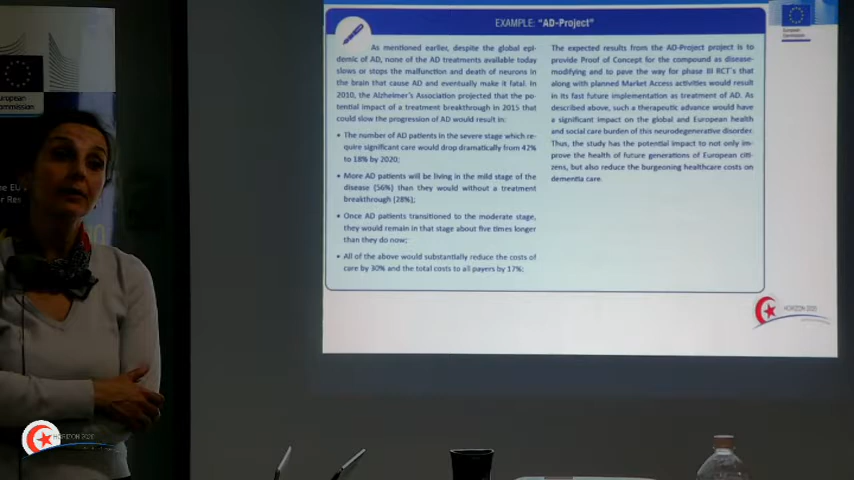 EXAMPLE: "AD-Project"
As mentioned earlier, despite the global epi-
demic of AD, none of the AD treatments available today
slows or stops the malfunction and death of neurons in
the brain that cause AD and eventually make it fatal. In
2010, the Alzheimer's Association projected that the po-
tential impact of a treatment breakthrough in 2015 that
could slow the progression of AD would result in:
• The number of AD patients in the severe stage which re-
quire significant care would drop dramatically from 42%
to 18% by 2020;
• More AD patients will be living in the mild stage of the
disease (56%) than they would without a treatment
breakthrough (28%);
• Once AD patients transitioned to the moderate stage,
they would remain in that stage about five times longer
than they do now;
• All of the above would substantially reduce the costs of
care by 30% and the total costs to all payers by 17%;
The expected results from the AD-Project project is to
provide Proof of Concept for the compound as disease-
modifying and to pave the way for phase III RCT's that
along with planned Market Access activities would result
in its fast future implementation as treatment of AD. As
described above, such a therapeutic advance would have
a significant impact on the global and European health
and social care burden of this neurodegenerative disorder.
Thus, the study has the potential impact to not only im-
prove the health of future generations of European citi-
zens, but also reduce the burgeoning healthcare costs on
dementia care.
European
Commission
HORIZON 2020
European
Commission
HORIZON 2020